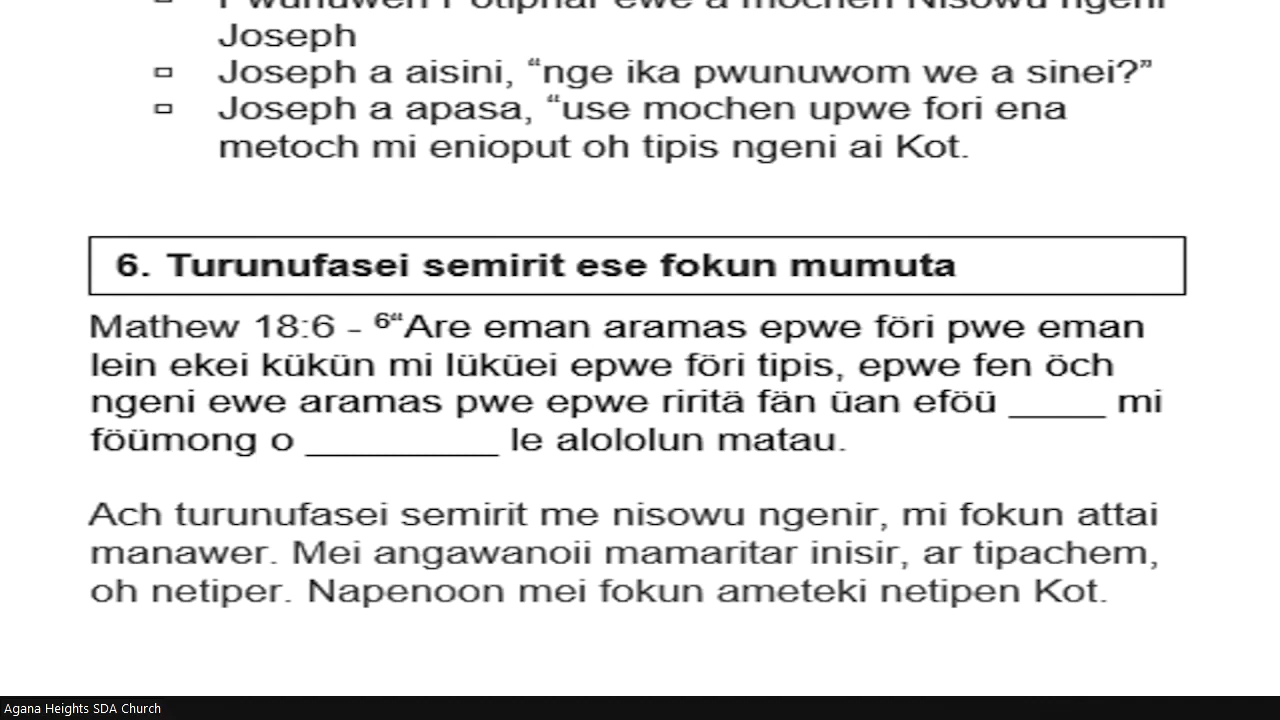 Joseph
▫ Joseph a aisini, “nge ika pwunuwom we a sinei?”
▫ Joseph a apasa, “use mochen upwe fori ena
metoch mi enioput oh tipis ngeni ai Kot.
6. Turunufasei semirit ese fokun mumuta
Mathew 18:6 - 6“Are eman aramas epwe föri pwe eman
lein ekei kükün mi lükuei epwe föri tipis, epwe fen öch
ngeni ewe aramas pwe epwe riritä fän üan eföü _____ mi
föümong o __________ le alololun matau.
Ach turunufasei semirit me nisowu ngenir, mi fokun attai
manawer. Mei angawanoii mamaritar inisir, ar tipachem,
oh netiper. Napenoon mei fokun ameteki netipen Kot.
Agana Heights SDA Church